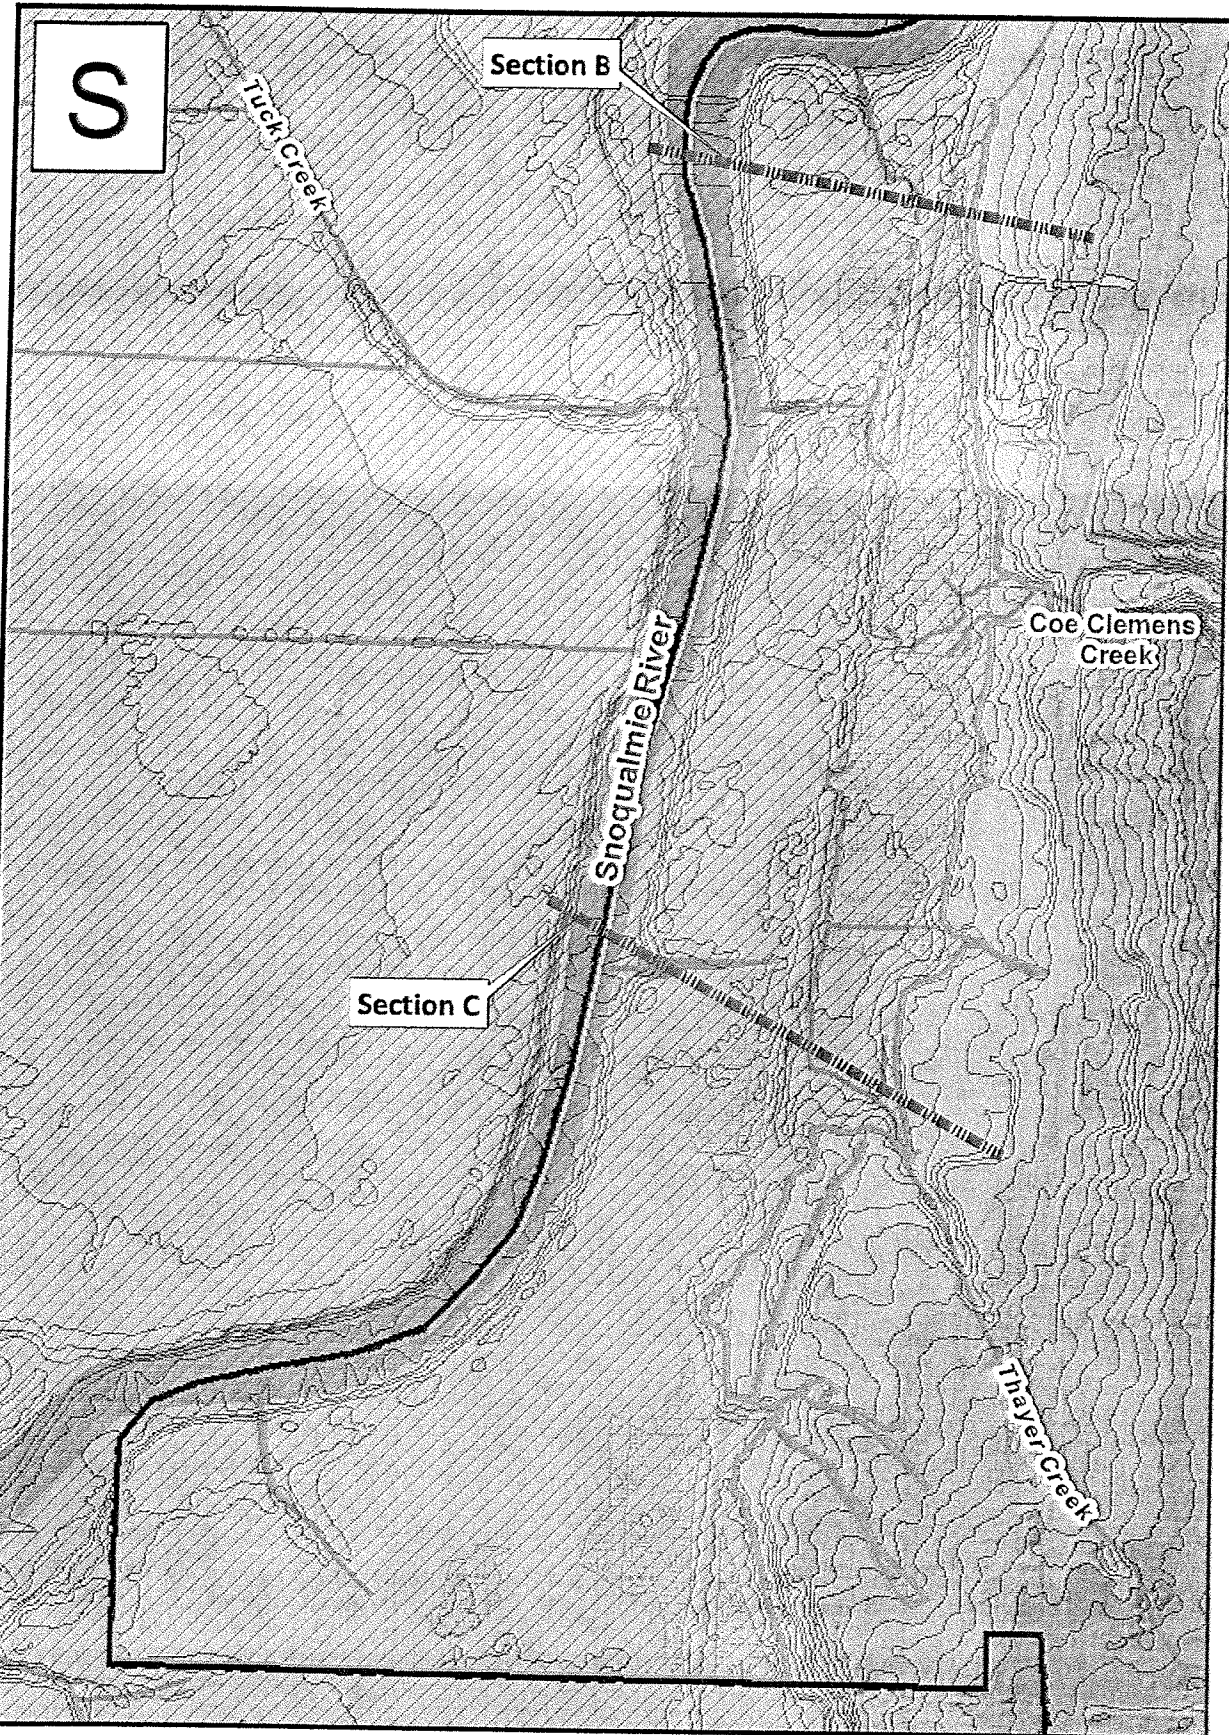 S
Section B
Tuck Creek
Coe Clemens
Creek
Snoqualmie River
Section C
Thayer Creek